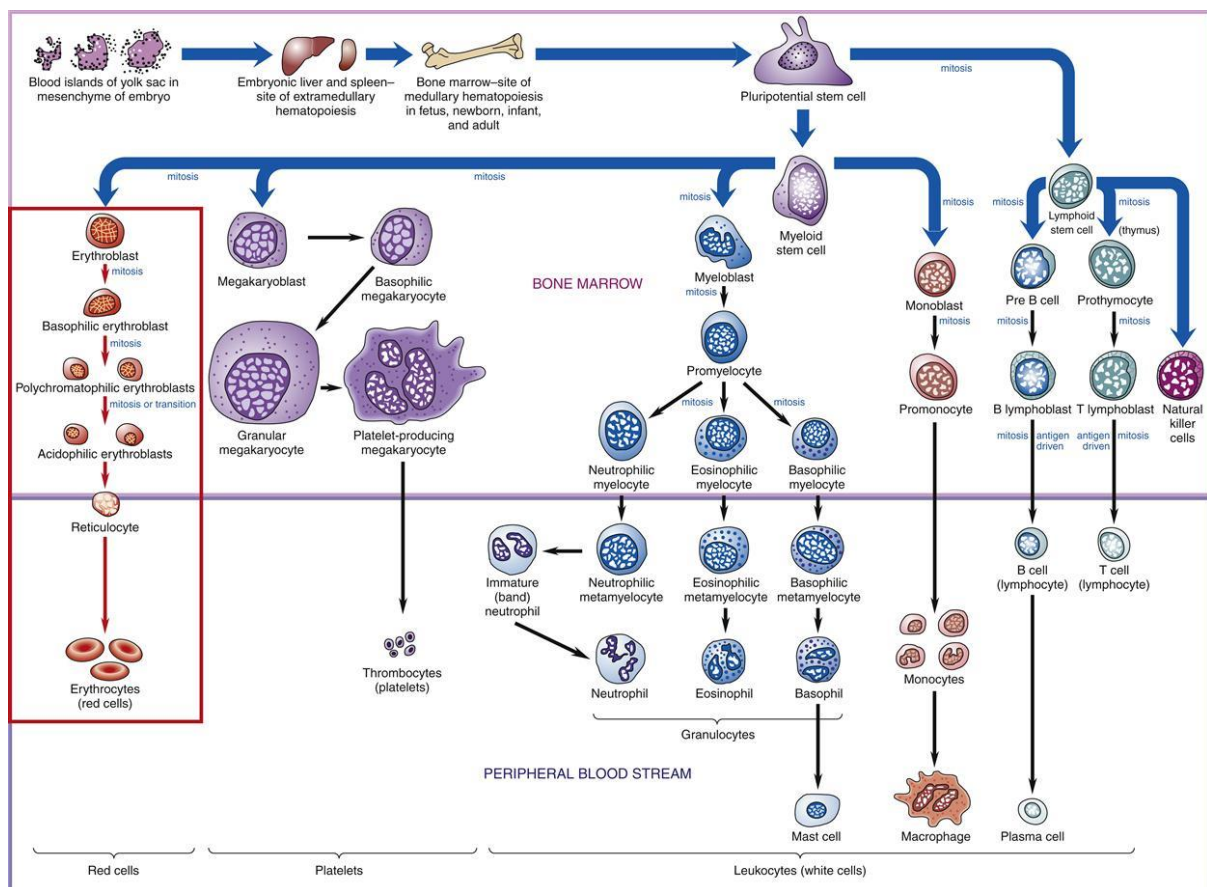 Blood islands of yolk sac in
mesenchyme of embryo
Embryonic liver and spleen–
site of extramedullary
hematopoiesis
Bone marrow–site of
medullary hematopoiesis
in fetus, newborn, infant,
and adult
Pluripotential stem cell
mitosis
mitosis
mitosis
mitosis
Myeloid
stem cell
mitosis
mitosis
Lymphoid
stem cell
mitosis
(thymus)
Erythroblast
mitosis
Basophilic erythroblast
mitosis
Polychromatophilic erythroblasts
mitosis or transition
Acidophilic erythroblasts
Reticulocyte
Erythrocytes
(red cells)
Megakaryoblast
Basophilic
megakaryocyte
Granular
megakaryocyte
Platelet-producing
megakaryocyte
Thrombocytes
(platelets)
BONE MARROW
Myeloblast
mitosis
Promyelocyte
mitosis
mitosis
Neutrophilic
myelocyte
Eosinophilic
myelocyte
Basophilic
myelocyte
Immature
(band)
neutrophil
Neutrophilic
metamyelocyte
Eosinophilic
metamyelocyte
Basophilic
metamyelocyte
Neutrophil
Eosinophil
Basophil
Granulocytes
Mast cell
Monoblast
mitosis
Promonocyte
Monocytes
Macrophage
Pre B cell
mitosis
B lymphoblast
mitosis
antigen
driven
B cell
(lymphocyte)
Plasma cell
Prothymocyte
mitosis
T lymphoblast
antigen
driven
mitosis
T cell
(lymphocyte)
Natural
killer
cells
PERIPHERAL BLOOD STREAM
Red cells
Platelets
Leukocytes (white cells)